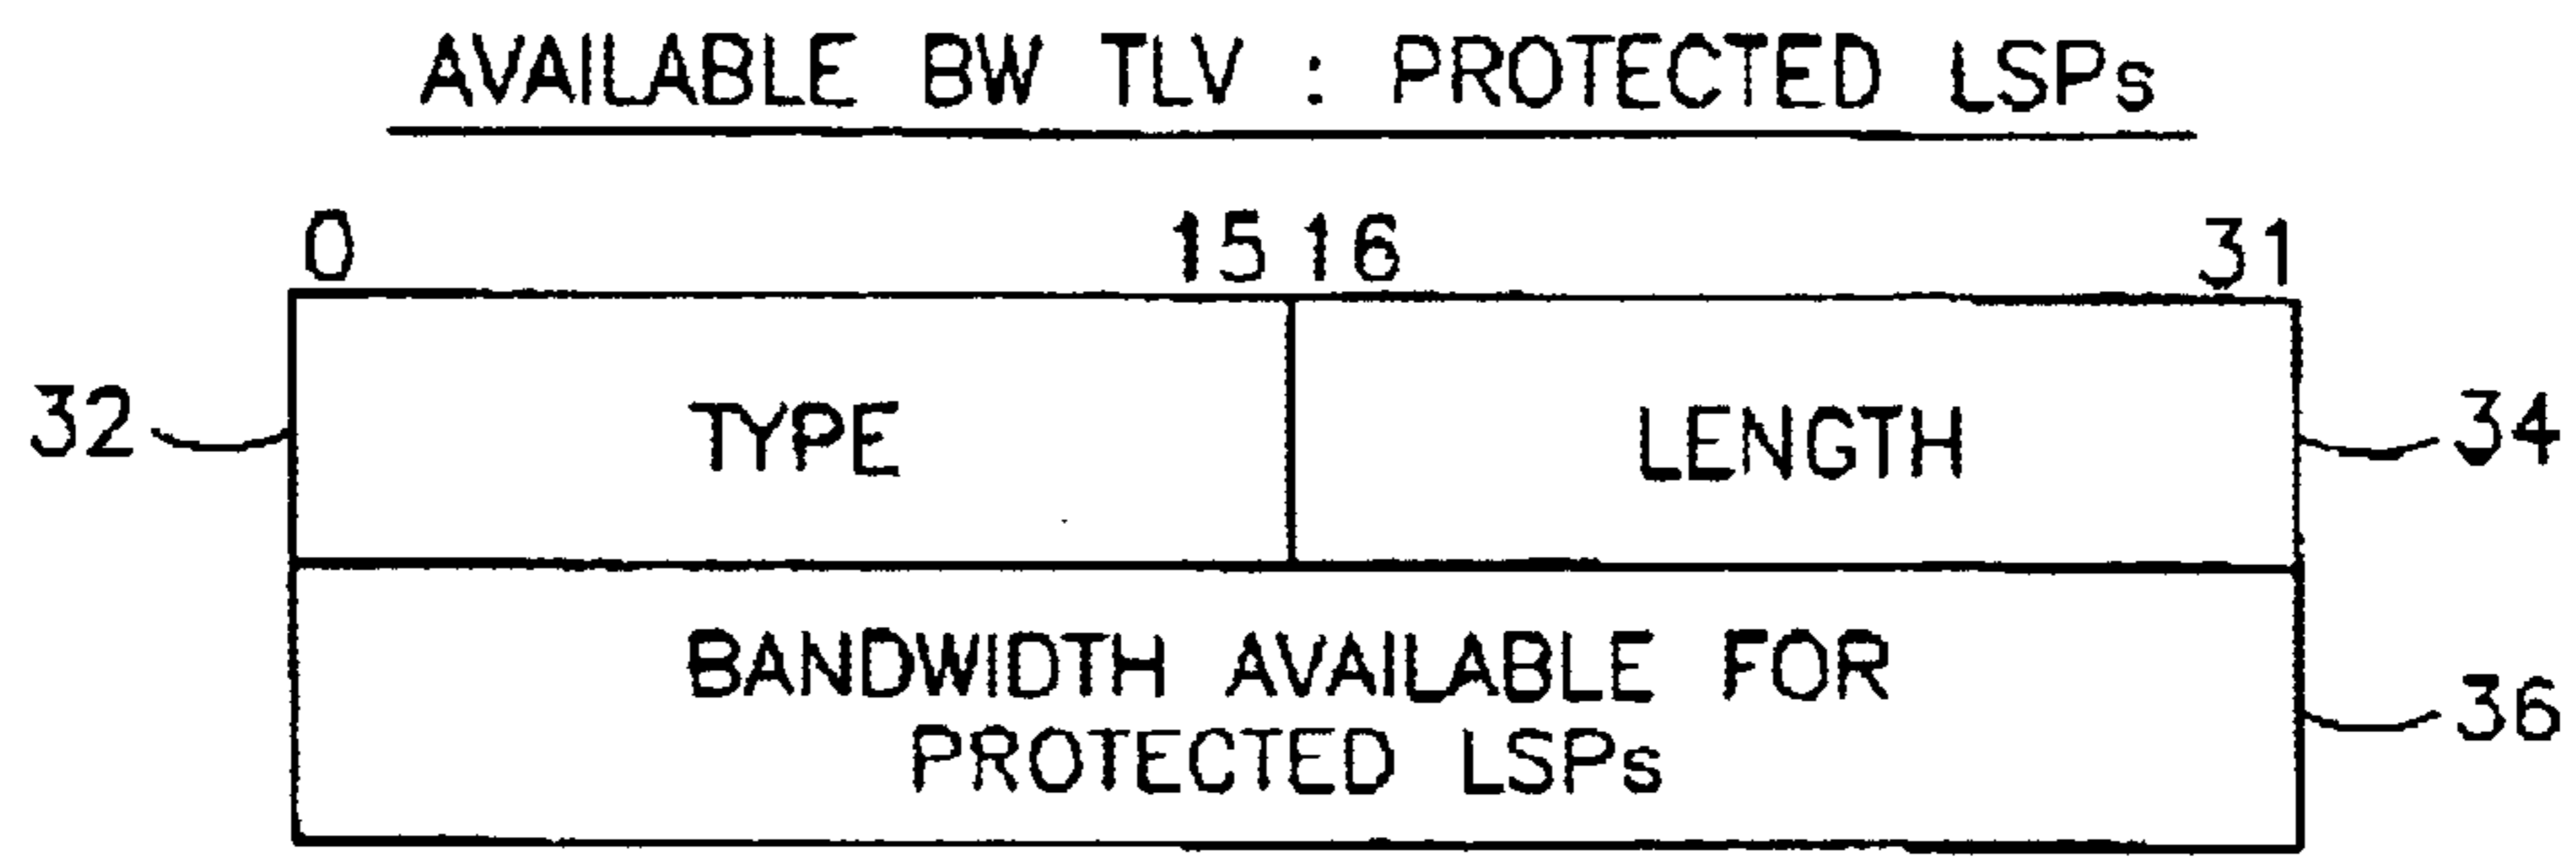 AVAILABLE BW TLV : PROTECTED LSPs
0 15 16 31
32 TYPE LENGTH 34
BANDWIDTH AVAILABLE FOR
PROTECTED LSPs 36